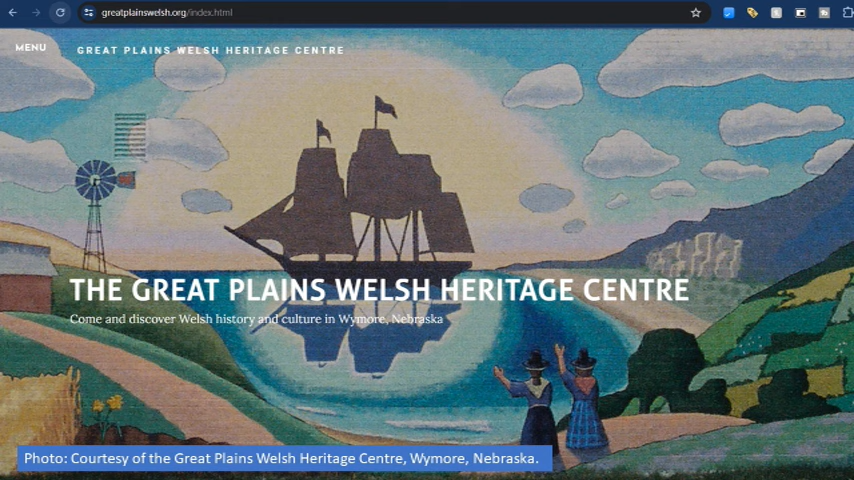 greatplainswelsh.org/index.html
MENU
GREAT PLAINS WELSH HERITAGE CENTRE
THE GREAT PLAINS WELSH HERITAGE CENTRE
Come and discover Welsh history and culture in Wymore, Nebraska
Photo: Courtesy of the Great Plains Welsh Heritage Centre, Wymore, Nebraska.